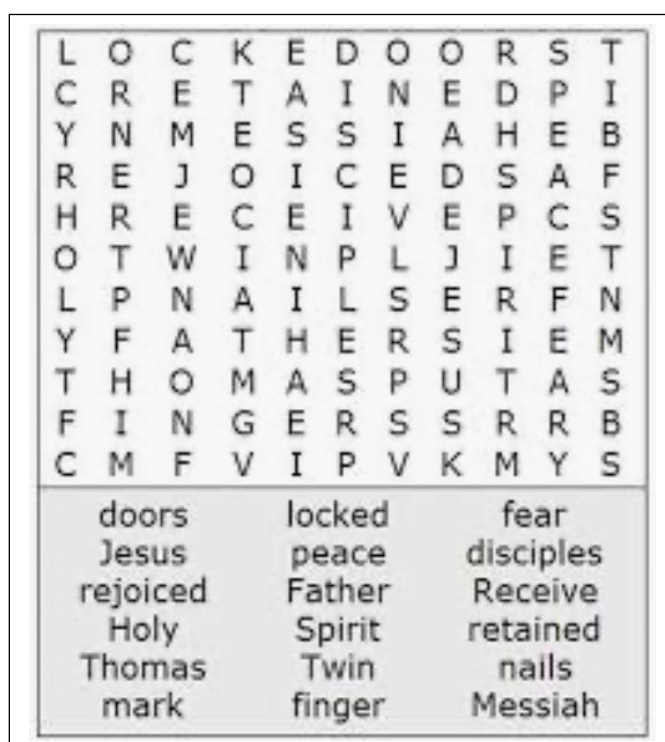 L O C K E D O O R S T
C R E T A I N E D P I
Y N M E S S I A H E B
R E J O I C E D S A F
H R E C E I V E P C S
O T W I N P L J I E T
L P N A I L S E R F N
Y F A T H E R S I E M
T H O M A S P U T A S
F I N G E R S S R R B
C M F V I P V K M Y S
doors locked fear
Jesus peace disciples
rejoiced Father Receive
Holy Spirit retained
Thomas Twin nails
mark finger Messiah